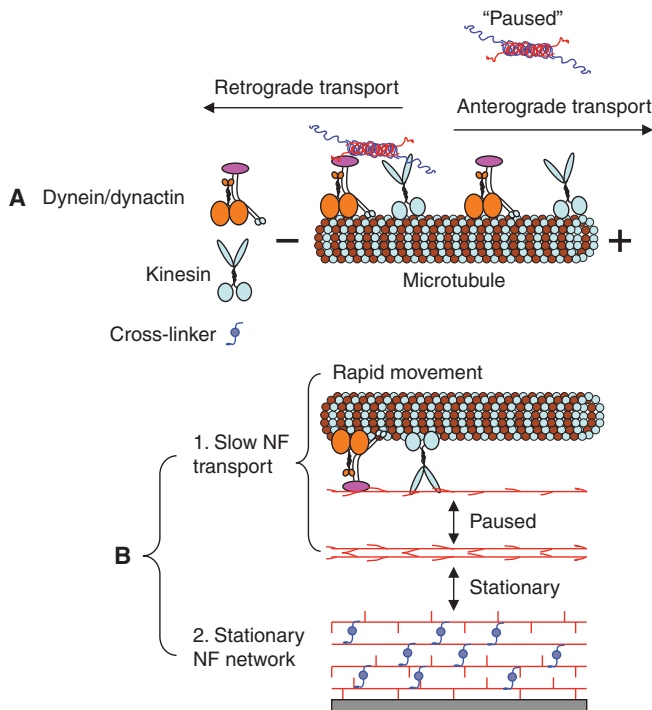 “Paused”
Retrograde transport
Anterograde transport
A
Dynein/dynactin
− +
Kinesin
Microtubule
Cross-linker
Rapid movement
1. Slow NF
transport
Paused
B
Stationary
2. Stationary
NF network